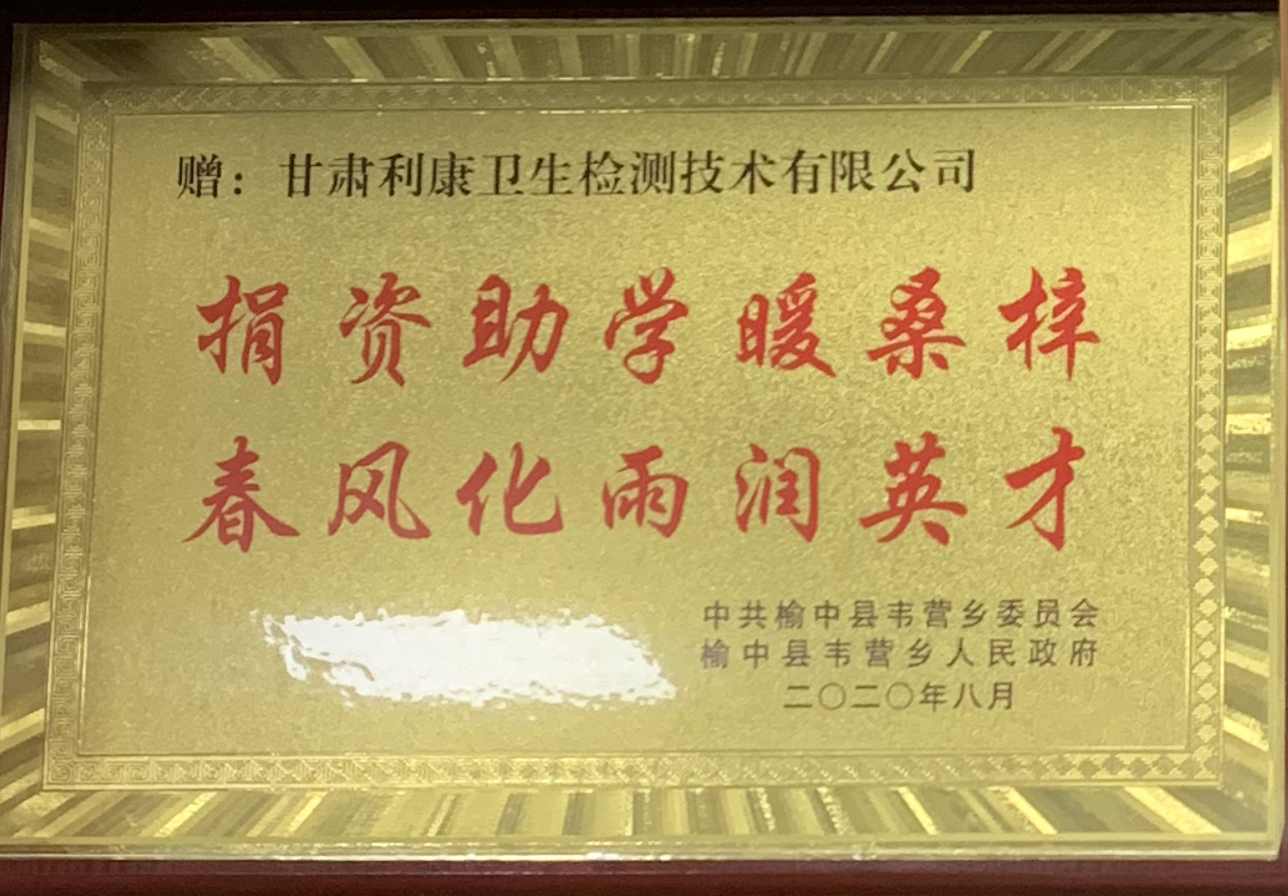 赠：甘肃利康卫生检测技术有限公司
捐资助学暖桑梓
春风化雨润英才
中共榆中县韦营乡委员会
榆中县韦营乡人民政府
二〇二〇年八月